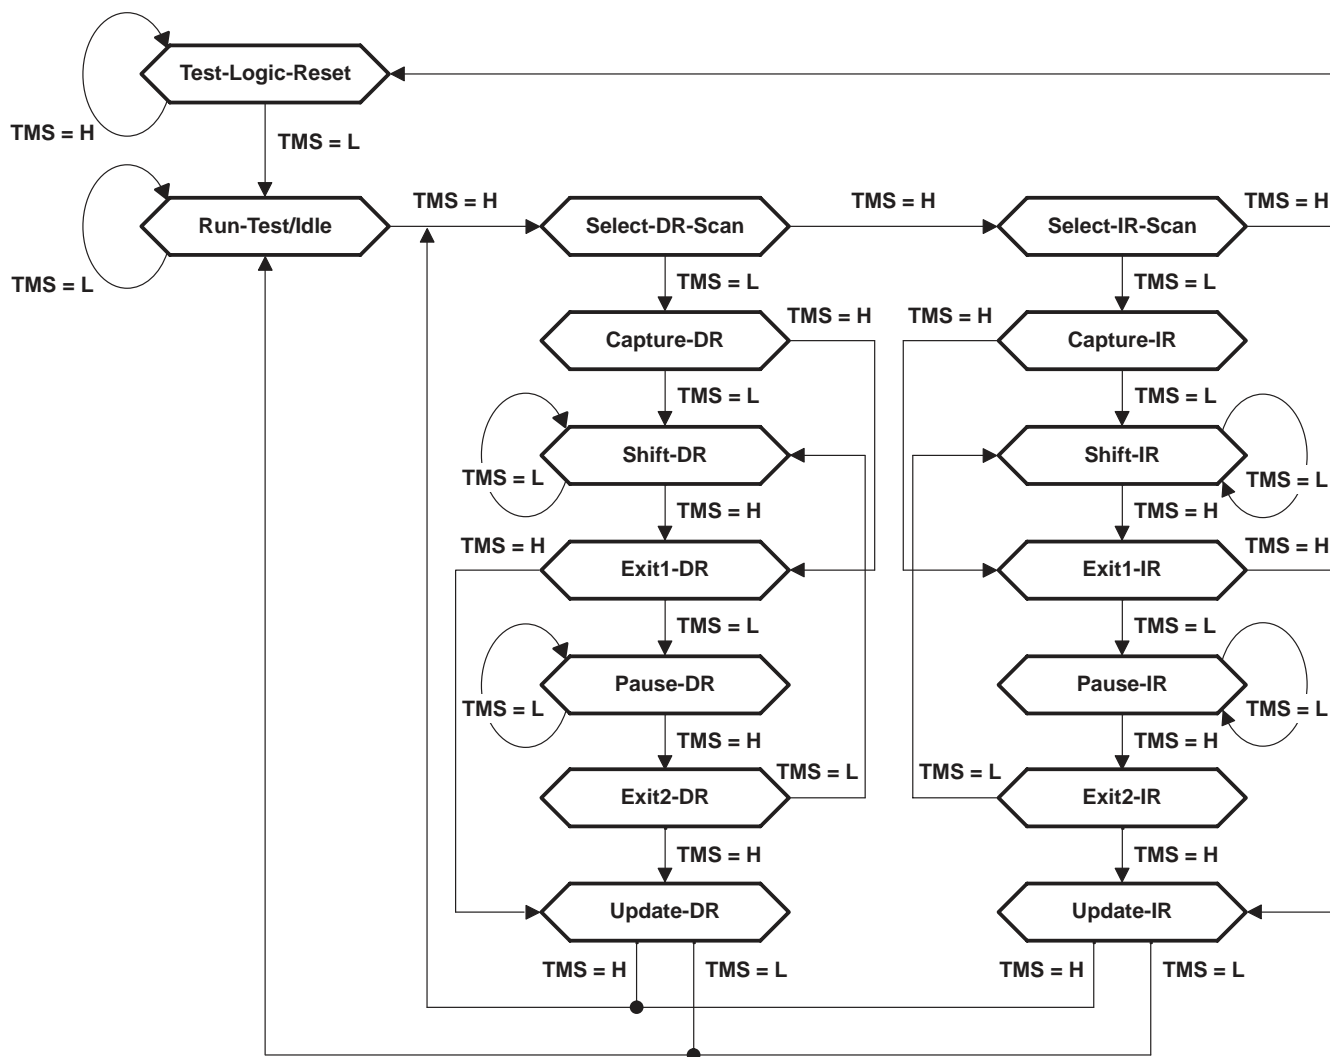 Test-Logic-Reset
TMS = H
TMS = L
Run-Test/Idle
TMS = L
TMS = H
Select-DR-Scan
TMS = H
Select-IR-Scan
TMS = H
TMS = L
TMS = L
Capture-DR
TMS = H
TMS = H
Capture-IR
TMS = L
TMS = L
Shift-DR
TMS = L
Shift-IR
TMS = L
TMS = H
TMS = H
TMS = H
Exit1-DR
Exit1-IR
TMS = H
TMS = L
TMS = L
Pause-DR
TMS = L
Pause-IR
TMS = L
TMS = H
TMS = H
Exit2-DR
TMS = L
TMS = L
Exit2-IR
TMS = H
TMS = H
Update-DR
Update-IR
TMS = H
TMS = L
TMS = H
TMS = L